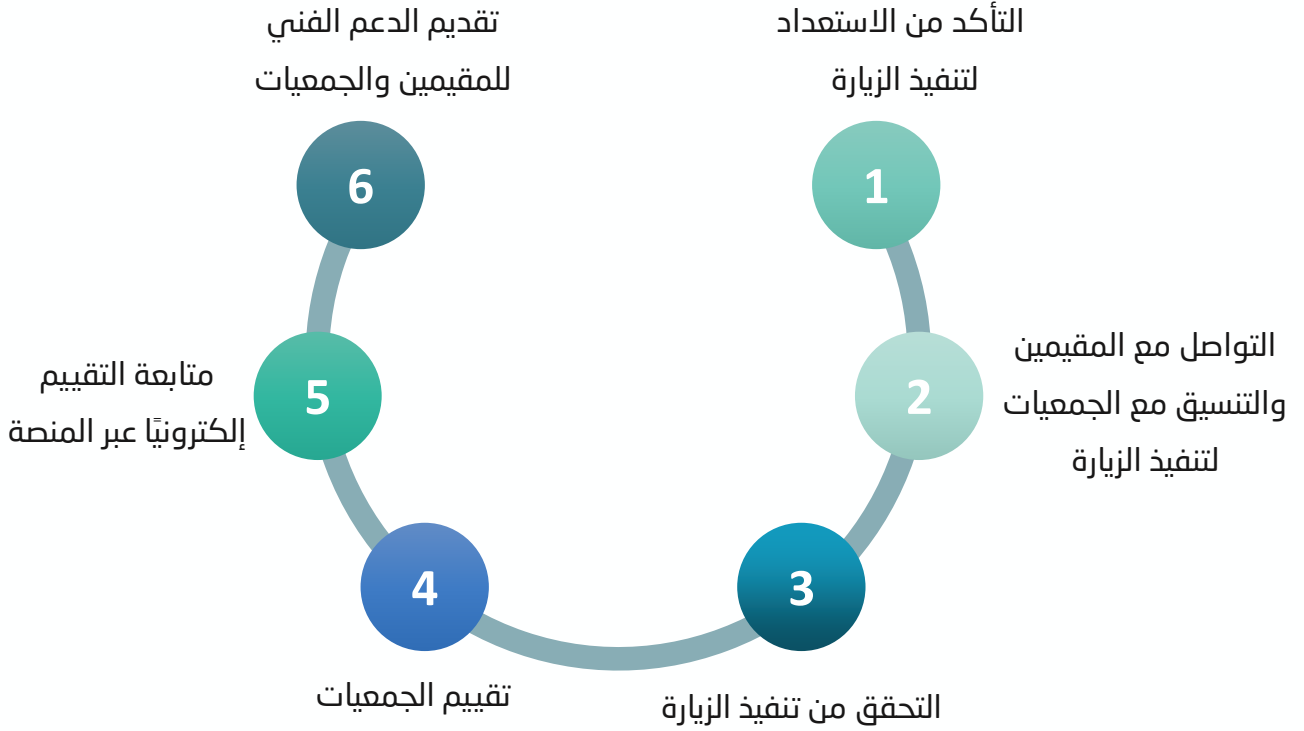 1
التأكد من الاستعداد
لتنفيذ الزيارة
2
التواصل مع المقيمين
والتنسيق مع الجمعيات
لتنفيذ الزيارة
3
التحقق من تنفيذ الزيارة
4
تقييم الجمعيات
5
متابعة التقييم
إلكترونيًا عبر المنصة
6
تقديم الدعم الفني
للمقيمين والجمعيات